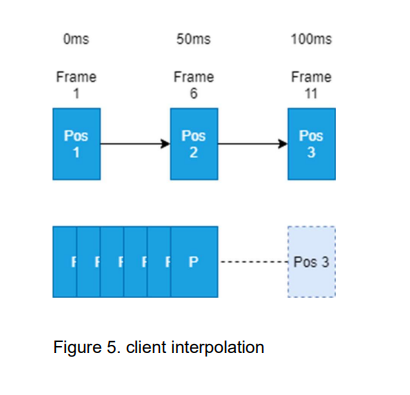 0ms 50ms 100ms
Frame Frame Frame
1 6 11
Pos Pos Pos
1 2 3
P Pos 3
Figure 5. client interpolation